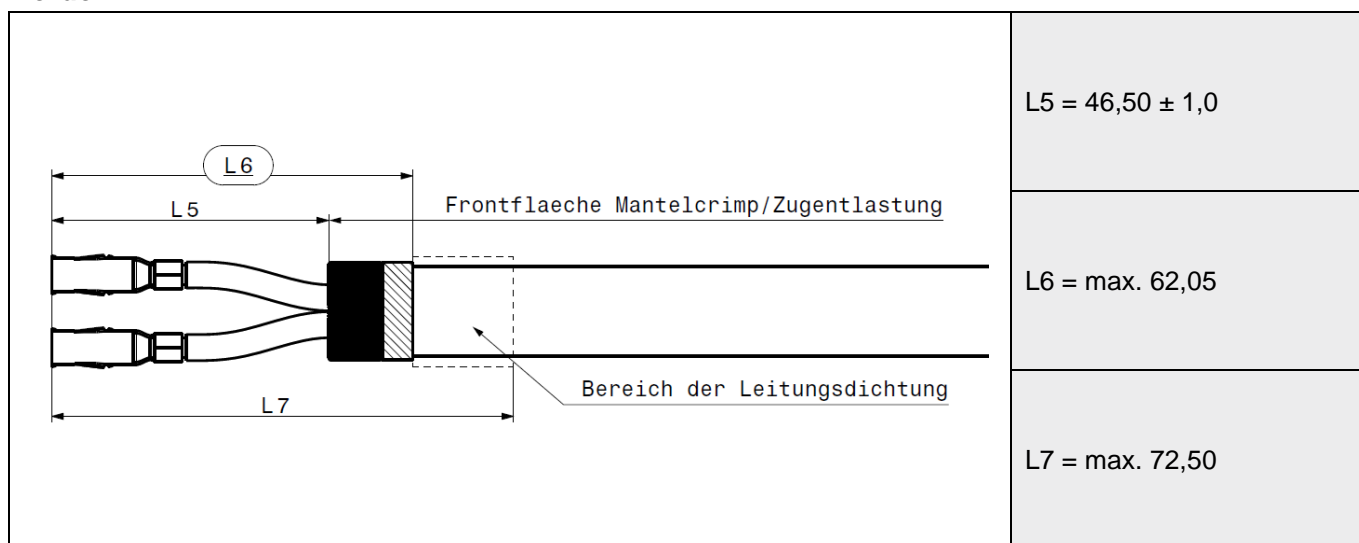 L6
L5
Frontflaeche Mantelcrimp/Zugentlastung
Bereich der Leitungsdichtung
L7
L5 = 46,50 ± 1,0
L6 = max. 62,05
L7 = max. 72,50